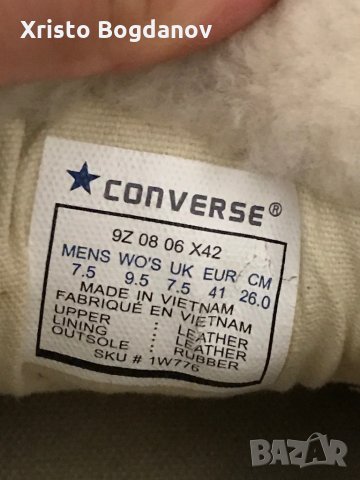 Xristo Bogdanov
CONVERSE®
9Z 08 06 X42
MENS WO'S UK EUR CM
7.5 9.5 7.5 41 26.0
MADE IN VIETNAM
FABRIQUÉ EN VIETNAM
UPPER : LEATHER
LINING : LEATHER
OUTSOLE : RUBBER
SKU # 1W776
BAZAR